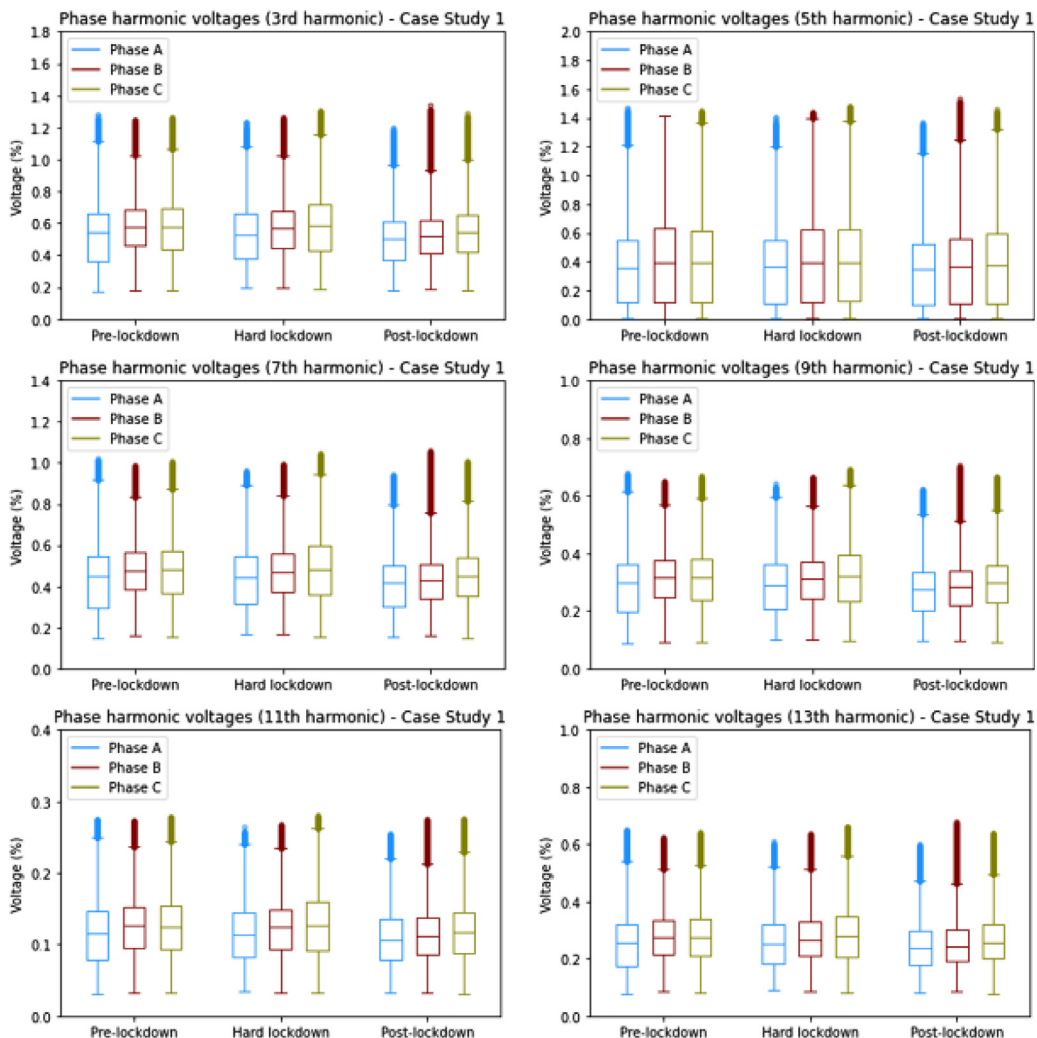 Phase harmonic voltages (3rd harmonic) - Case Study 1
Voltage (%)
1.8
1.6
1.4
1.2
1.0
0.8
0.6
0.4
0.2
0.0
Phase A
Phase B
Phase C
Pre-lockdown
Hard lockdown
Post-lockdown
Phase harmonic voltages (5th harmonic) - Case Study 1
Voltage (%)
2.0
1.8
1.6
1.4
1.2
1.0
0.8
0.6
0.4
0.2
0.0
Phase A
Phase B
Phase C
Pre-lockdown
Hard lockdown
Post-lockdown
Phase harmonic voltages (7th harmonic) - Case Study 1
Voltage (%)
1.4
1.2
1.0
0.8
0.6
0.4
0.2
0.0
Phase A
Phase B
Phase C
Pre-lockdown
Hard lockdown
Post-lockdown
Phase harmonic voltages (9th harmonic) - Case Study 1
Voltage (%)
1.0
0.8
0.6
0.4
0.2
0.0
Phase A
Phase B
Phase C
Pre-lockdown
Hard lockdown
Post-lockdown
Phase harmonic voltages (11th harmonic) - Case Study 1
Voltage (%)
0.4
0.3
0.2
0.1
0.0
Phase A
Phase B
Phase C
Pre-lockdown
Hard lockdown
Post-lockdown
Phase harmonic voltages (13th harmonic) - Case Study 1
Voltage (%)
1.0
0.8
0.6
0.4
0.2
0.0
Phase A
Phase B
Phase C
Pre-lockdown
Hard lockdown
Post-lockdown